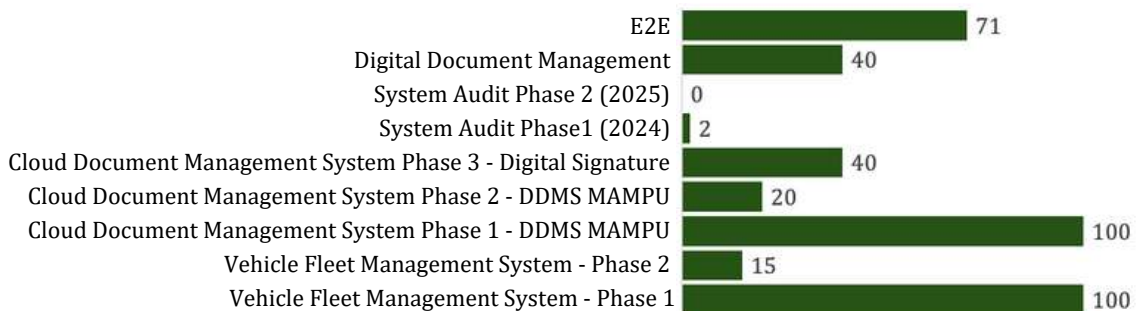 E2E 71
Digital Document Management 40
System Audit Phase 2 (2025) 0
System Audit Phase1 (2024) 2
Cloud Document Management System Phase 3 - Digital Signature 40
Cloud Document Management System Phase 2 - DDMS MAMPU 20
Cloud Document Management System Phase 1 - DDMS MAMPU 100
Vehicle Fleet Management System - Phase 2 15
Vehicle Fleet Management System - Phase 1 100